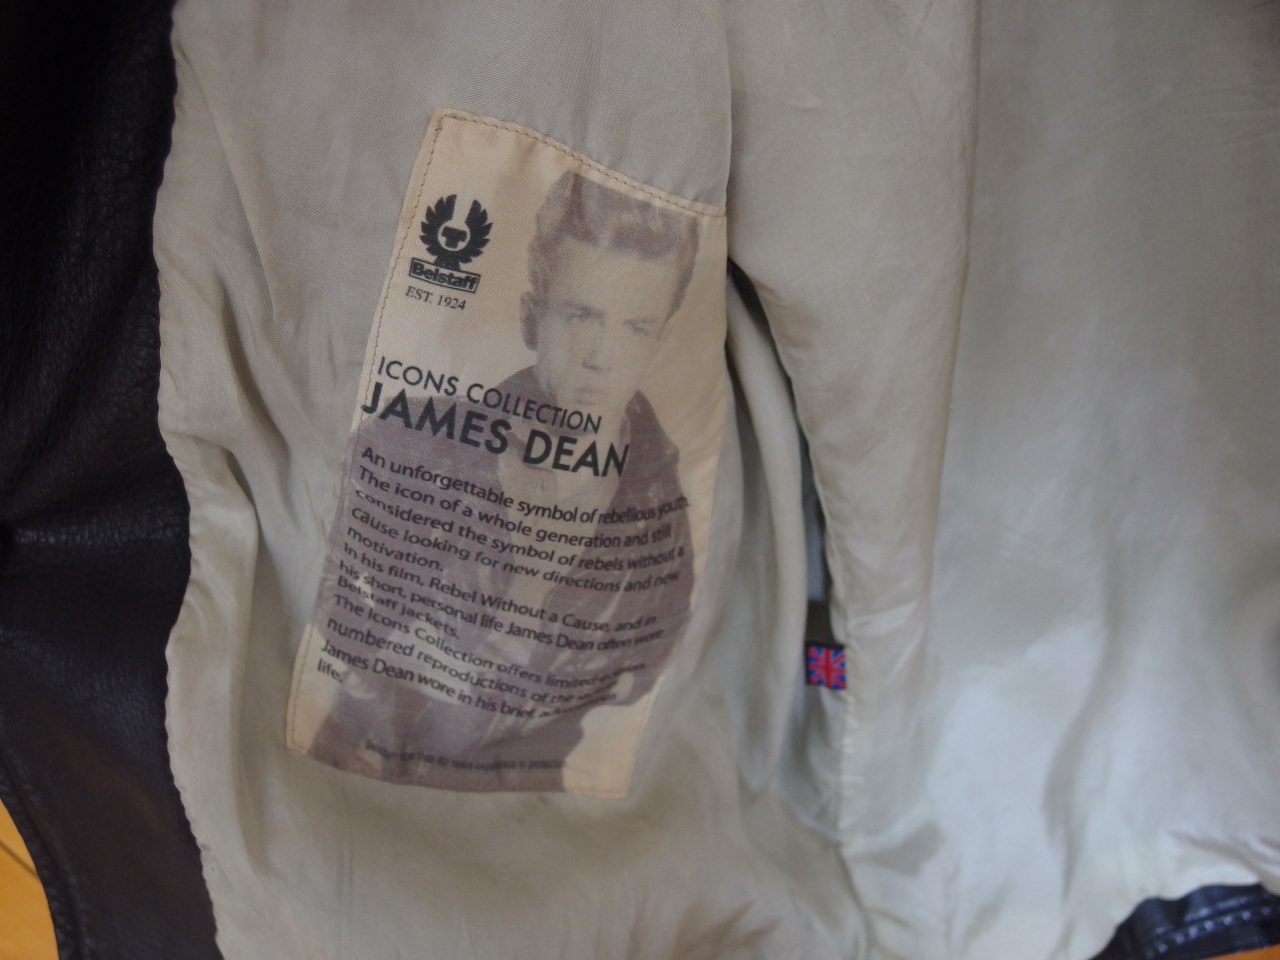 Belstaff
EST. 1924
ICONS COLLECTION
JAMES DEAN
An unforgettable symbol of rebellious youth.
The icon of a whole generation and still
considered the symbol of rebels without a
cause looking for new directions and new
motivation.
In his film, Rebel Without a Cause, and in
his short, personal life James Dean often wore
Belstaff jackets.
The Icons Collection offers limited edition,
numbered reproductions of the
James Dean wore in his brief,
life.